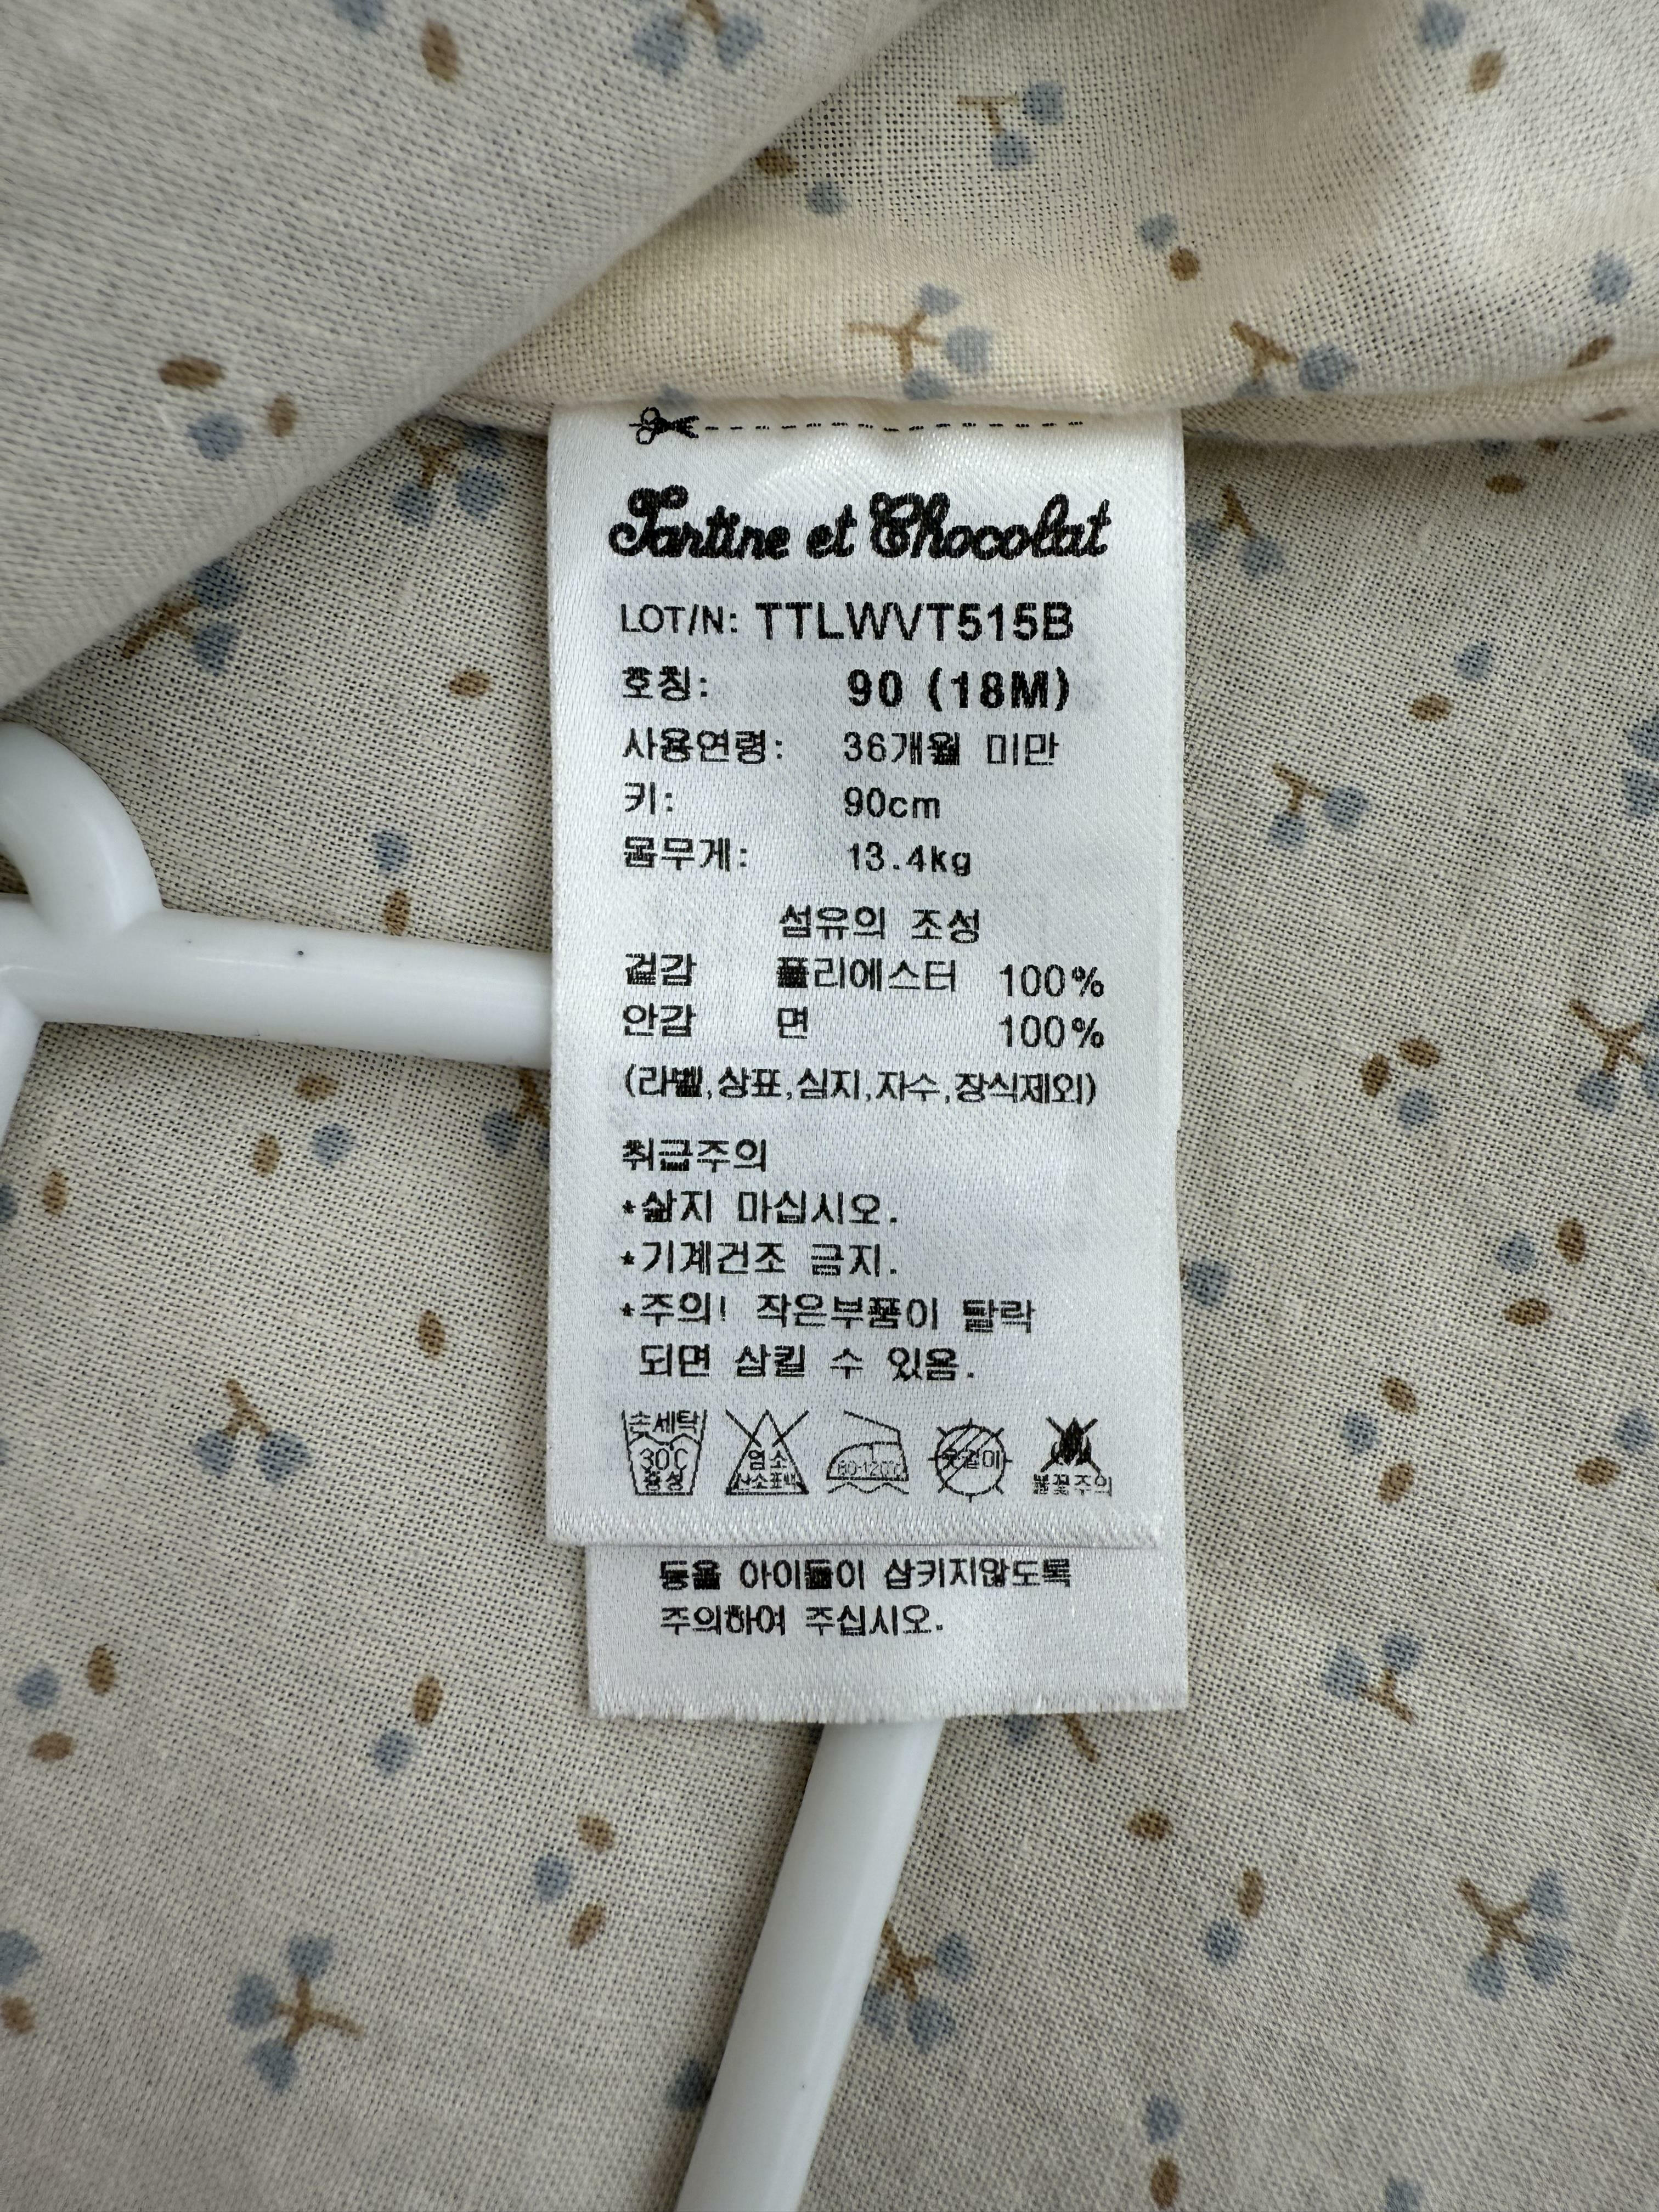 Tartine et Chocolat
LOT/N: TTLWVT515B
호칭: 90 (18M)
사용연령: 36개월 미만
키: 90cm
몸무게: 13.4kg
섬유의 조성
겉감 폴리에스터 100%
안감 면 100%
(라벨,상표,심지,자수,장식제외)
취급주의
*삶지 마십시오.
*기계건조 금지.
*주의! 작은부품이 탈락
되면 삼킬 수 있음.
손세탁 30℃ 중성
염소 산소표백
80-120℃
드라이
불꽃주의
등을 아이들이 삼키지않도록
주의하여 주십시오.